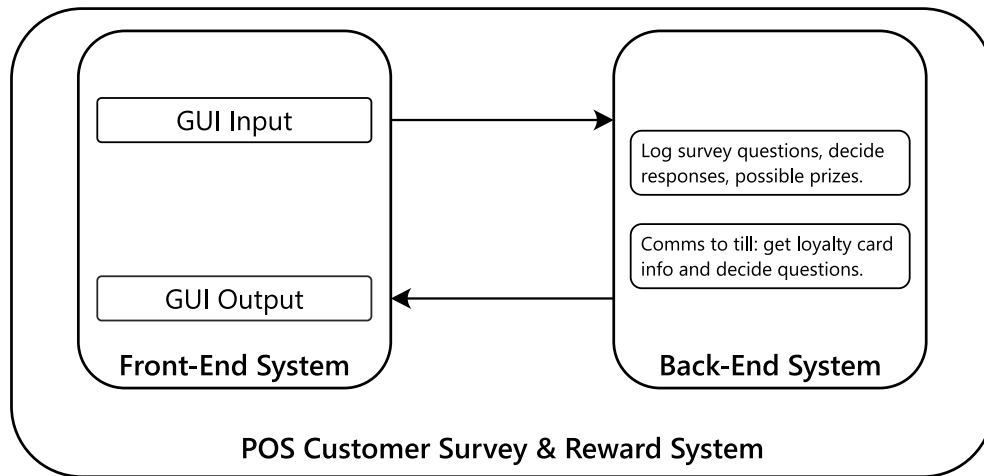 GUI Input
GUI Output
Front-End System
Log survey questions, decide
responses, possible prizes.
Comms to till: get loyalty card
info and decide questions.
Back-End System
POS Customer Survey & Reward System